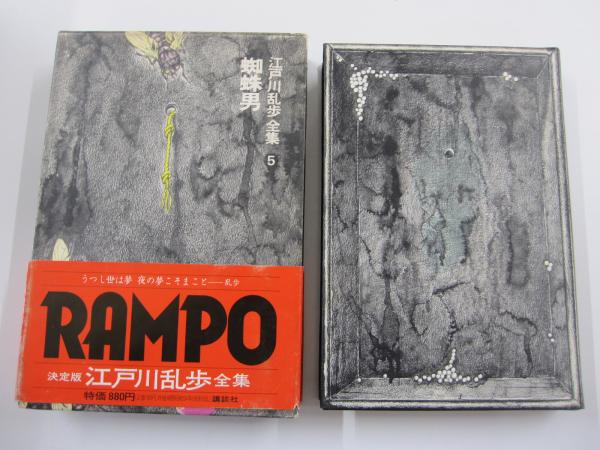 江戸川乱歩 全集 5
蜘蛛男
うつし世は夢 夜の夢こそまこと——乱歩
RAMPO
決定版 江戸川乱歩全集
特価880円
講談社